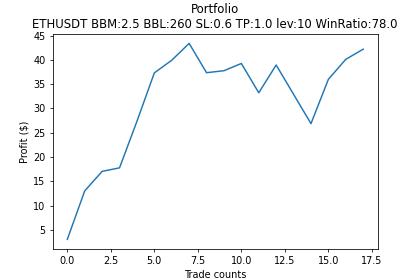 Portfolio
ETHUSDT BBM:2.5 BBL:260 SL:0.6 TP:1.0 lev:10 WinRatio:78.0
45
40
35
30
25
20
15
10
5
Profit ($)
0.0 2.5 5.0 7.5 10.0 12.5 15.0 17.5
Trade counts